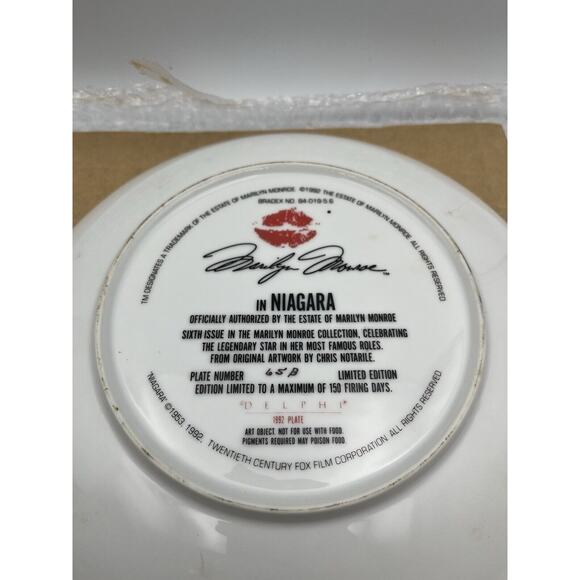 TM DESIGNATES A TRADEMARK OF THE ESTATE OF MARILYN MONROE. ©1992 THE ESTATE OF MARILYN MONROE. ALL RIGHTS RESERVED
BRADEX NO. 84-D19-5.6
Marilyn Monroe™
IN NIAGARA
OFFICIALLY AUTHORIZED BY THE ESTATE OF MARILYN MONROE
SIXTH ISSUE IN THE MARILYN MONROE COLLECTION, CELEBRATING
THE LEGENDARY STAR IN HER MOST FAMOUS ROLES.
FROM ORIGINAL ARTWORK BY CHRIS NOTARILE.
PLATE NUMBER 65B LIMITED EDITION
EDITION LIMITED TO A MAXIMUM OF 150 FIRING DAYS.
DELPHI
1992 PLATE
ART OBJECT. NOT FOR USE WITH FOOD.
PIGMENTS REQUIRED MAY POISON FOOD.
"NIAGARA" ©1953, 1992. TWENTIETH CENTURY FOX FILM CORPORATION. ALL RIGHTS RESERVED